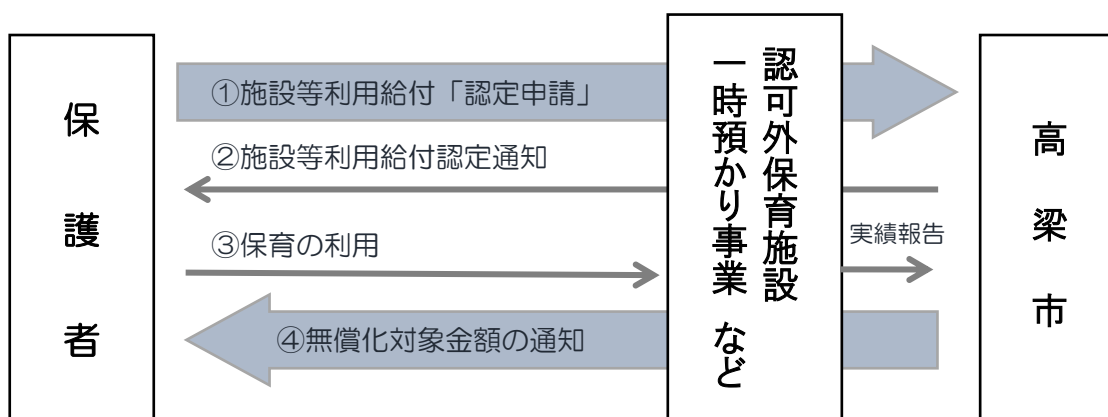 保護者
①施設等利用給付「認定申請」
②施設等利用給付認定通知
③保育の利用
④無償化対象金額の通知
認可外保育施設
一時預かり事業 など
実績報告
高梁市